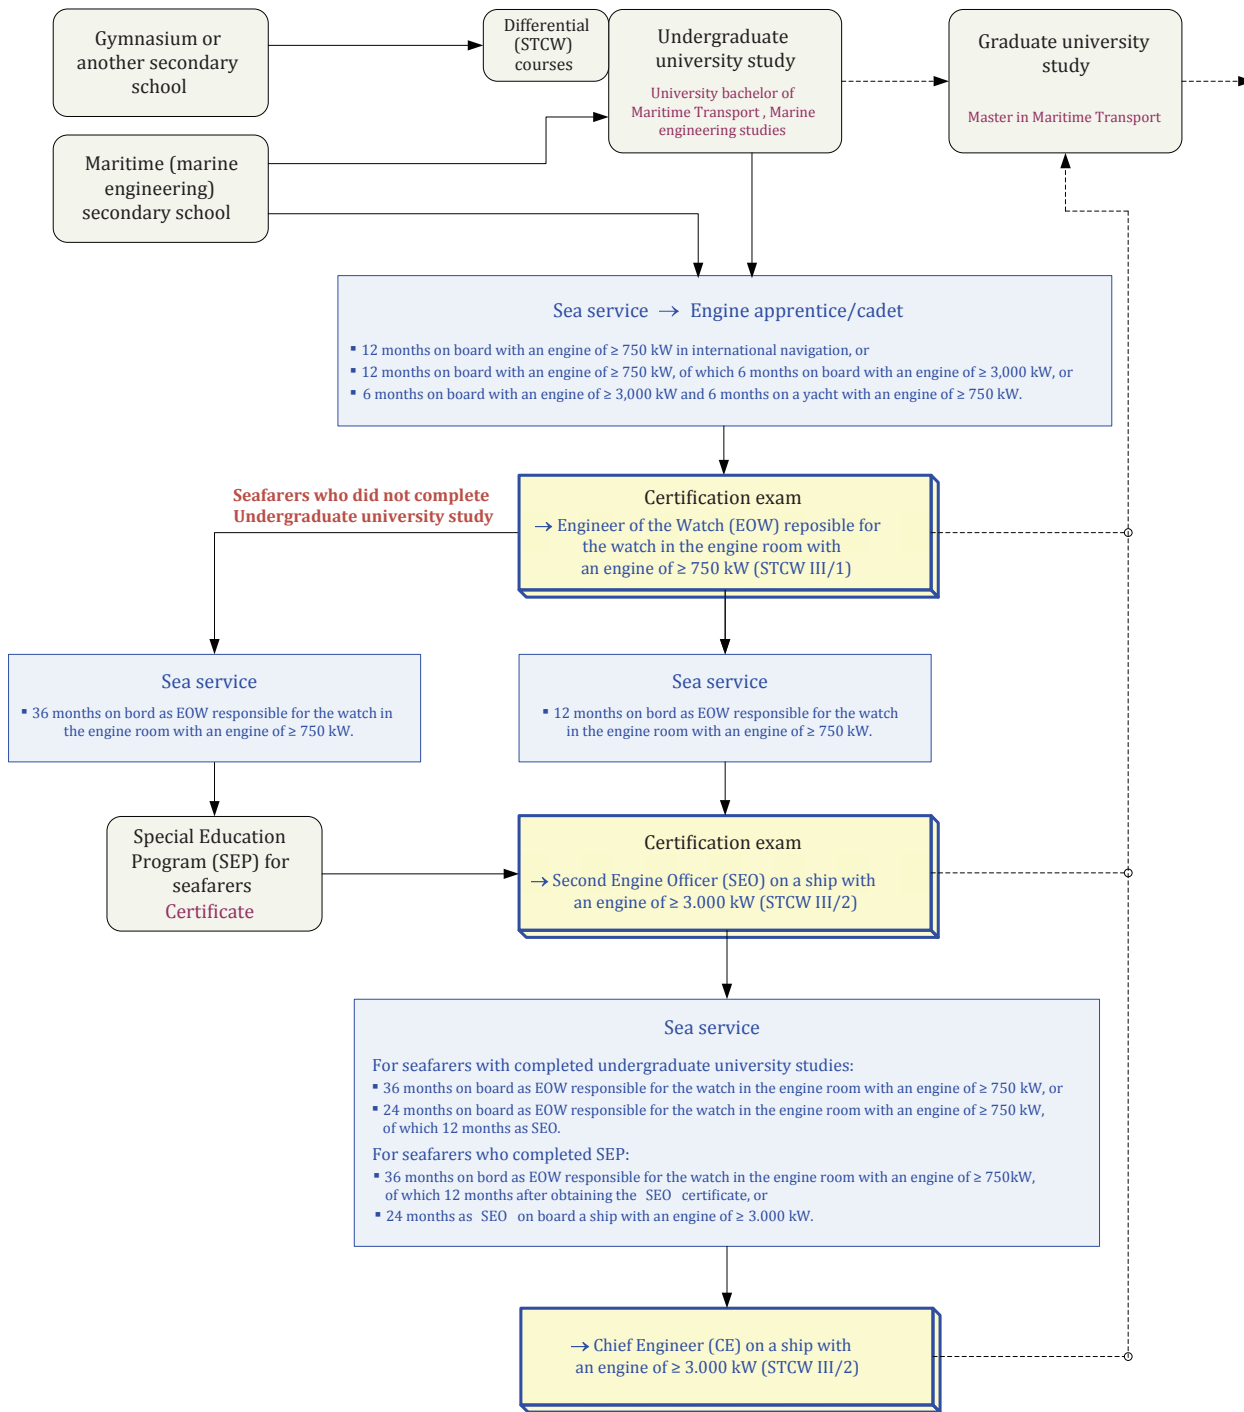 Gymnasium or
another secondary
school
Differential
(STCW)
courses
Undergraduate
university study
University bachelor of
Maritime Transport , Marine
engineering studies
Graduate university
study
Master in Maritime Transport
Maritime (marine
engineering)
secondary school
Sea service → Engine apprentice/cadet
▪ 12 months on board with an engine of ≥ 750 kW in international navigation, or
▪ 12 months on board with an engine of ≥ 750 kW, of which 6 months on board with an engine of ≥ 3,000 kW, or
▪ 6 months on board with an engine of ≥ 3,000 kW and 6 months on a yacht with an engine of ≥ 750 kW.
Seafarers who did not complete
Undergraduate university study
Certification exam
→ Engineer of the Watch (EOW) reposible for
the watch in the engine room with
an engine of ≥ 750 kW (STCW III/1)
Sea service
▪ 36 months on bord as EOW responsible for the watch in
the engine room with an engine of ≥ 750 kW.
Sea service
▪ 12 months on bord as EOW responsible for the watch
in the engine room with an engine of ≥ 750 kW.
Special Education
Program (SEP) for
seafarers
Certificate
Certification exam
→ Second Engine Officer (SEO) on a ship with
an engine of ≥ 3.000 kW (STCW III/2)
Sea service
For seafarers with completed undergraduate university studies:
▪ 36 months on board as EOW responsible for the watch in the engine room with an engine of ≥ 750 kW, or
▪ 24 months on board as EOW responsible for the watch in the engine room with an engine of ≥ 750 kW,
of which 12 months as SEO.
For seafarers who completed SEP:
▪ 36 months on bord as EOW responsible for the watch in the engine room with an engine of ≥ 750kW,
of which 12 months after obtaining the SEO certificate, or
▪ 24 months as SEO on board a ship with an engine of ≥ 3.000 kW.
→ Chief Engineer (CE) on a ship with
an engine of ≥ 3.000 kW (STCW III/2)